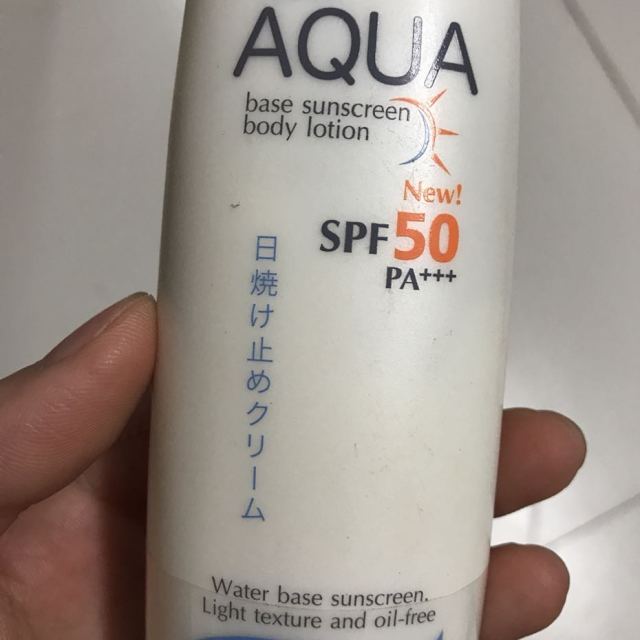 AQUA
base sunscreen
body lotion
New!
SPF50
PA+++
日焼け止めクリーム
Water base sunscreen.
Light texture and oil-free